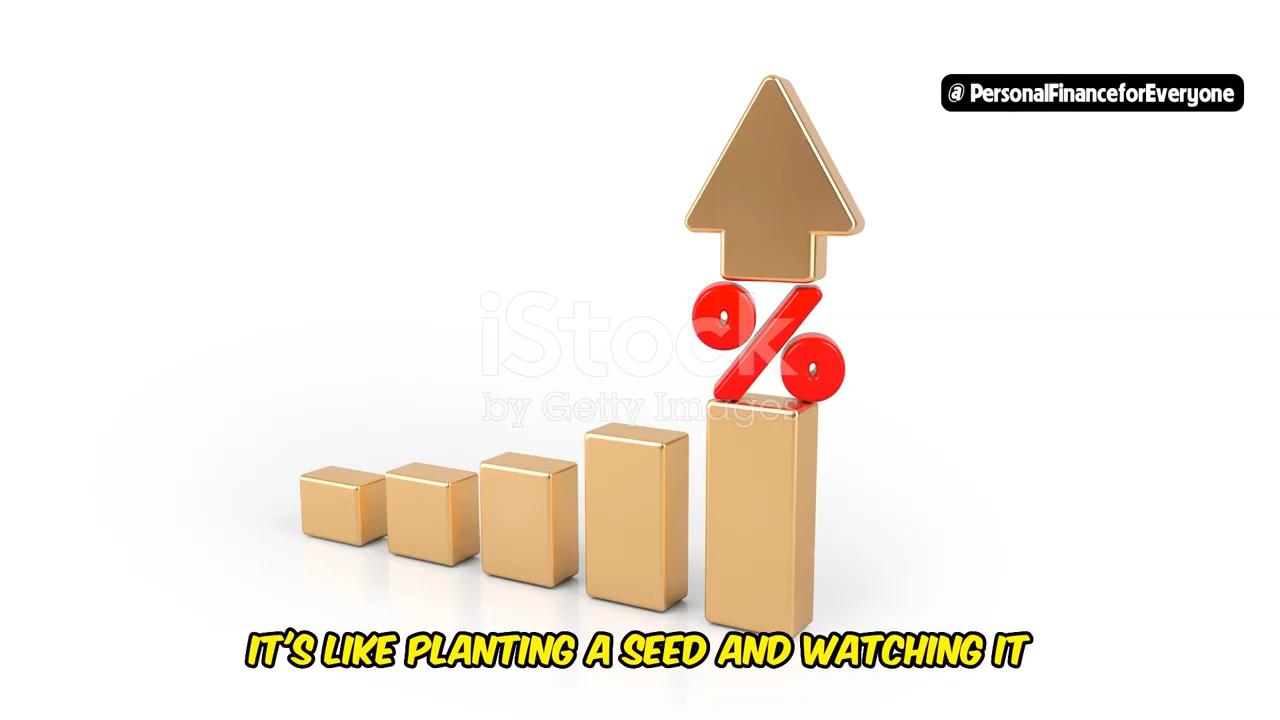 @ PersonalFinanceforEveryone
%
iStock
by Getty Images
IT'S LIKE PLANTING A SEED AND WATCHING IT